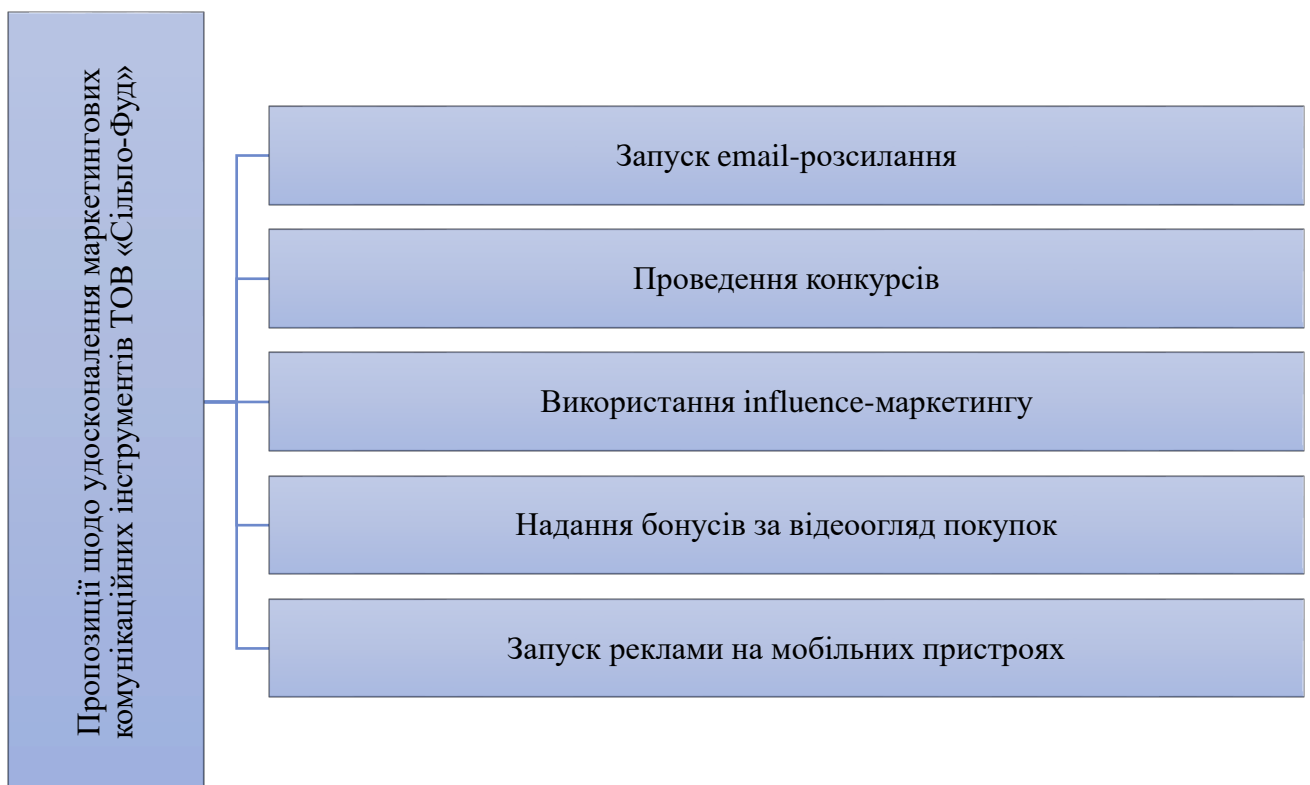 Пропозиції щодо удосконалення маркетингових
комунікаційних інструментів ТОВ «Сільпо-Фуд»
Запуск email-розсилання
Проведення конкурсів
Використання influence-маркетингу
Надання бонусів за відеоогляд покупок
Запуск реклами на мобільних пристроях